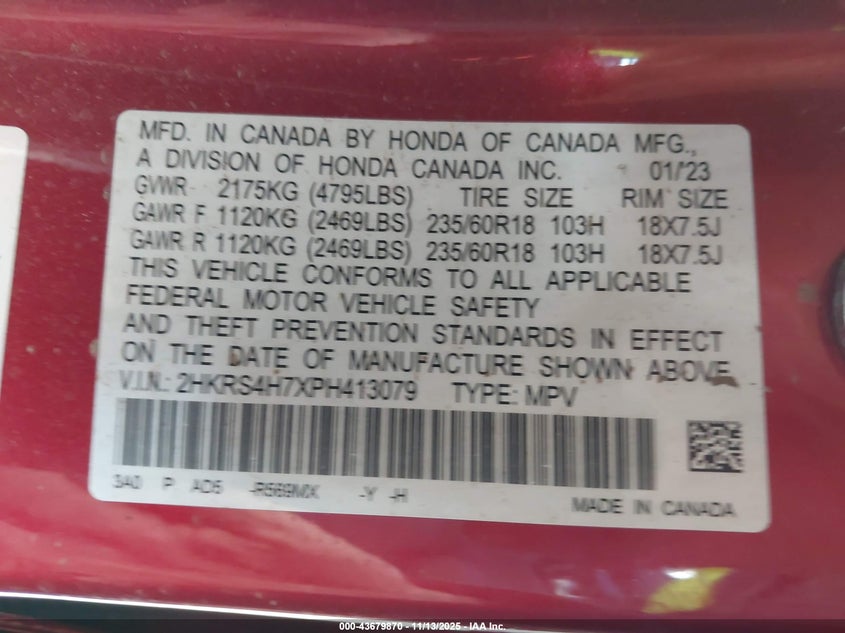 MFD. IN CANADA BY HONDA OF CANADA MFG.,
A DIVISION OF HONDA CANADA INC. 01/23
GVWR 2175KG (4795LBS) TIRE SIZE RIM SIZE
GAWR F 1120KG (2469LBS) 235/60R18 103H 18X7.5J
GAWR R 1120KG (2469LBS) 235/60R18 103H 18X7.5J
THIS VEHICLE CONFORMS TO ALL APPLICABLE
FEDERAL MOTOR VEHICLE SAFETY
AND THEFT PREVENTION STANDARDS IN EFFECT
ON THE DATE OF MANUFACTURE SHOWN ABOVE.
V.I.N.: 2HKRS4H7XPH413079 TYPE: MPV
3A0 P AD5 -R569MX -Y -H
MADE IN CANADA
000-43679870 - 11/13/2025 - IAA Inc.